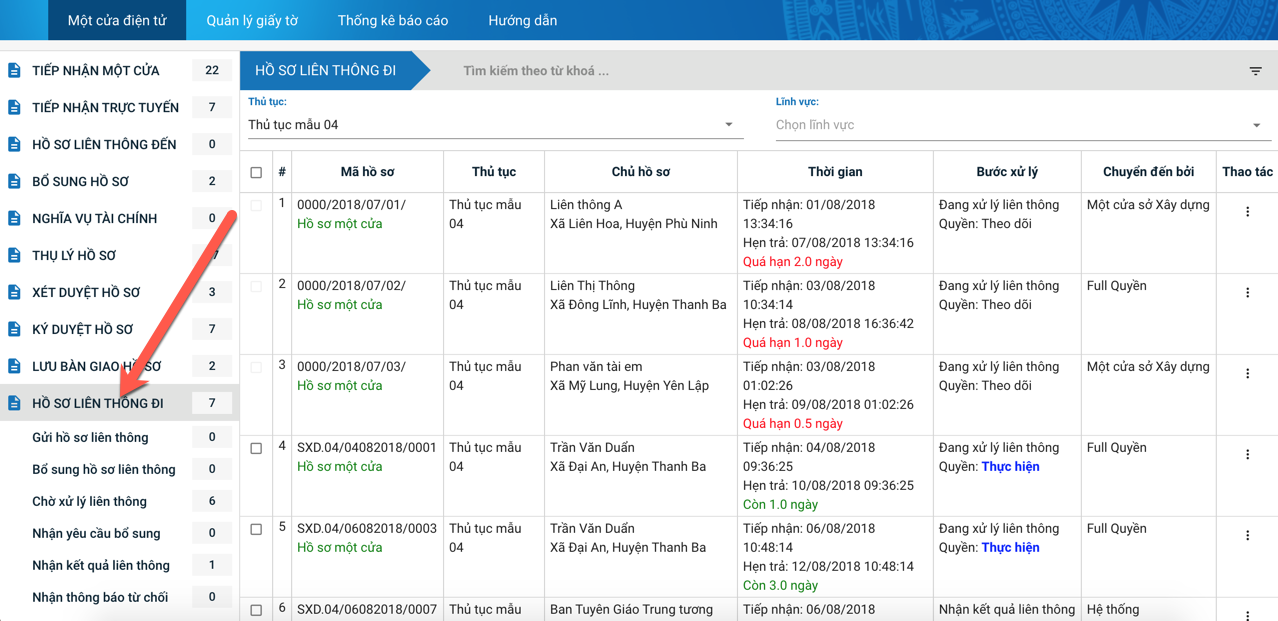 Một cửa điện tử
Quản lý giấy tờ
Thống kê báo cáo
Hướng dẫn
TIẾP NHẬN MỘT CỬA 22
TIẾP NHẬN TRỰC TUYẾN 7
HỒ SƠ LIÊN THÔNG ĐẾN 0
BỔ SUNG HỒ SƠ 2
NGHĨA VỤ TÀI CHÍNH 0
THỤ LÝ HỒ SƠ 7
XÉT DUYỆT HỒ SƠ 3
KÝ DUYỆT HỒ SƠ 7
LƯU BÀN GIAO HỒ SƠ 2
HỒ SƠ LIÊN THÔNG ĐI 7
Gửi hồ sơ liên thông 0
Bổ sung hồ sơ liên thông 0
Chờ xử lý liên thông 6
Nhận yêu cầu bổ sung 0
Nhận kết quả liên thông 1
Nhận thông báo từ chối 0
HỒ SƠ LIÊN THÔNG ĐI
Tìm kiếm theo từ khoá ...
Thủ tục:
Thủ tục mẫu 04
Lĩnh vực:
Chọn lĩnh vực
# Mã hồ sơ Thủ tục Chủ hồ sơ Thời gian Bước xử lý Chuyển đến bởi Thao tác
1 0000/2018/07/01/ Thủ tục mẫu Liên thông A Tiếp nhận: 01/08/2018 Đang xử lý liên thông Một cửa sở Xây dựng
Hồ sơ một cửa 04 Xã Liên Hoa, Huyện Phù Ninh 13:34:16 Quyền: Theo dõi
Hẹn trả: 07/08/2018 13:34:16
Quá hạn 2.0 ngày
2 0000/2018/07/02/ Thủ tục mẫu Liên Thị Thông Tiếp nhận: 03/08/2018 Đang xử lý liên thông Full Quyền
Hồ sơ một cửa 04 Xã Đông Lĩnh, Huyện Thanh Ba 10:34:14 Quyền: Theo dõi
Hẹn trả: 08/08/2018 16:36:42
Quá hạn 1.0 ngày
3 0000/2018/07/03/ Thủ tục mẫu Phan văn tài em Tiếp nhận: 03/08/2018 Đang xử lý liên thông Một cửa sở Xây dựng
Hồ sơ một cửa 04 Xã Mỹ Lung, Huyện Yên Lập 01:02:26 Quyền: Theo dõi
Hẹn trả: 09/08/2018 01:02:26
Quá hạn 0.5 ngày
4 SXD.04/04082018/0001 Thủ tục mẫu Trần Văn Duẩn Tiếp nhận: 04/08/2018 Đang xử lý liên thông Full Quyền
Hồ sơ một cửa 04 Xã Đại An, Huyện Thanh Ba 09:36:25 Quyền: Thực hiện
Hẹn trả: 10/08/2018 09:36:25
Còn 1.0 ngày
5 SXD.04/06082018/0003 Thủ tục mẫu Trần Văn Duẩn Tiếp nhận: 06/08/2018 Đang xử lý liên thông Full Quyền
Hồ sơ một cửa 04 Xã Đại An, Huyện Thanh Ba 10:48:14 Quyền: Thực hiện
Hẹn trả: 12/08/2018 10:48:14
Còn 3.0 ngày
6 SXD.04/06082018/0007 Thủ tục mẫu Ban Tuyên Giáo Trung tương Tiếp nhận: 06/08/2018 Nhận kết quả liên thông Hệ thống